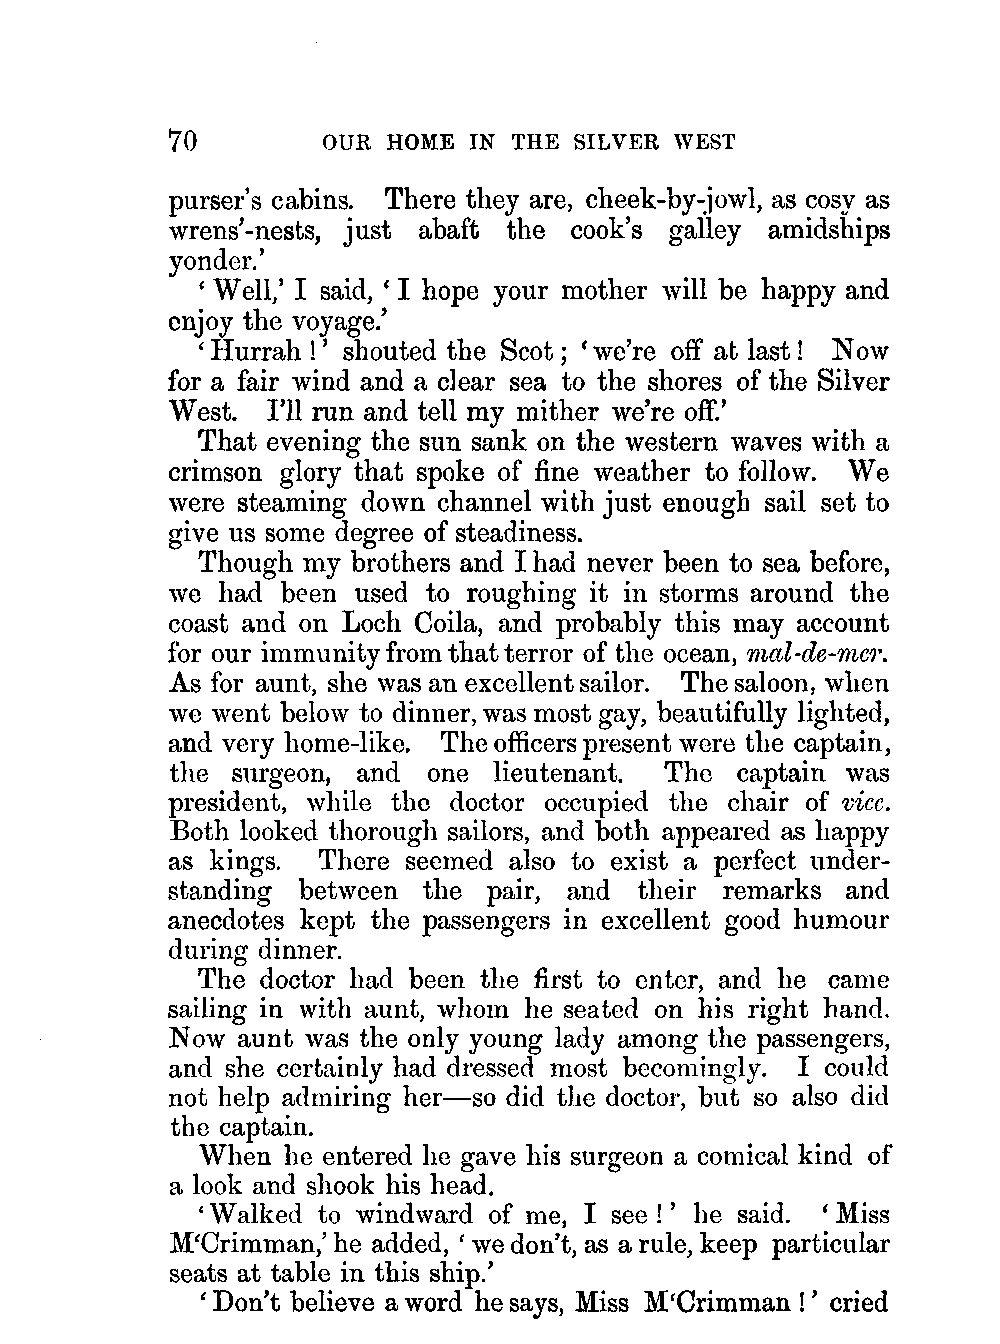 70 OUR HOME IN THE SILVER WEST
purser's cabins. There they are, cheek-by-jowl, as cosy as
wrens'-nests, just abaft the cook's galley amidships
yonder.'
‘Well,’ I said, ‘I hope your mother will be happy and
enjoy the voyage.’
‘Hurrah!’ shouted the Scot; ‘we're off at last! Now
for a fair wind and a clear sea to the shores of the Silver
West. I'll run and tell my mither we're off.’
That evening the sun sank on the western waves with a
crimson glory that spoke of fine weather to follow. We
were steaming down channel with just enough sail set to
give us some degree of steadiness.
Though my brothers and I had never been to sea before,
we had been used to roughing it in storms around the
coast and on Loch Coila, and probably this may account
for our immunity from that terror of the ocean, mal-de-mer.
As for aunt, she was an excellent sailor. The saloon, when
we went below to dinner, was most gay, beautifully lighted,
and very home-like. The officers present were the captain,
the surgeon, and one lieutenant. The captain was
president, while the doctor occupied the chair of vice.
Both looked thorough sailors, and both appeared as happy
as kings. There seemed also to exist a perfect under-
standing between the pair, and their remarks and
anecdotes kept the passengers in excellent good humour
during dinner.
The doctor had been the first to enter, and he came
sailing in with aunt, whom he seated on his right hand.
Now aunt was the only young lady among the passengers,
and she certainly had dressed most becomingly. I could
not help admiring her—so did the doctor, but so also did
the captain.
When he entered he gave his surgeon a comical kind of
a look and shook his head.
‘Walked to windward of me, I see!’ he said. ‘Miss
M‘Crimman,’ he added, ‘we don't, as a rule, keep particular
seats at table in this ship.’
‘Don't believe a word he says, Miss M‘Crimman!’ cried